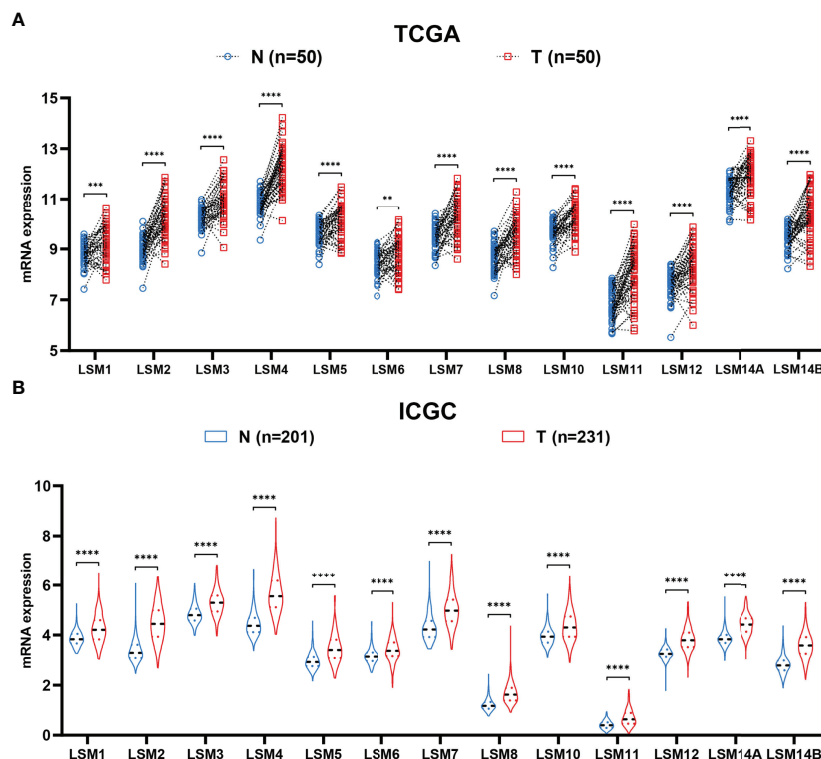 A
TCGA
N (n=50) T (n=50)
mRNA expression
15
13
11
9
7
5
*** **** **** **** **** ** **** **** **** **** **** **** ****
LSM1 LSM2 LSM3 LSM4 LSM5 LSM6 LSM7 LSM8 LSM10 LSM11 LSM12 LSM14A LSM14B
B
ICGC
N (n=201) T (n=231)
mRNA expression
10
8
6
4
2
0
**** **** **** **** **** **** **** **** **** **** **** **** ****
LSM1 LSM2 LSM3 LSM4 LSM5 LSM6 LSM7 LSM8 LSM10 LSM11 LSM12 LSM14A LSM14B